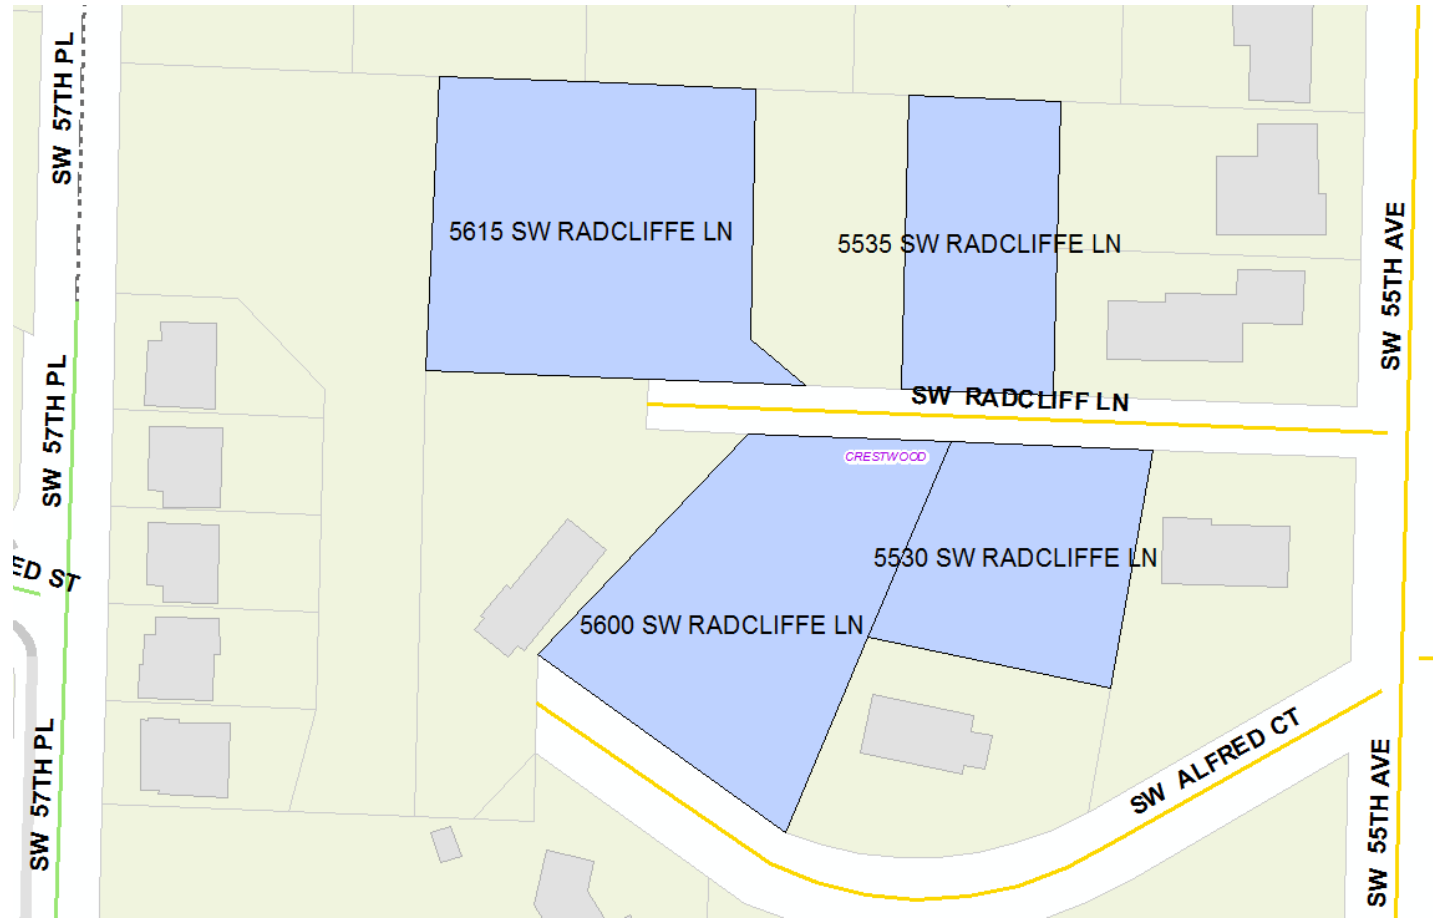 SW 57TH PL
5615 SW RADCLIFFE LN
5535 SW RADCLIFFE LN
SW 55TH AVE
SW RADCLIFF LN
SW 57TH PL
CRESTWOOD
5530 SW RADCLIFFE LN
ED ST
5600 SW RADCLIFFE LN
SW ALFRED CT
SW 57TH PL
SW 55TH AVE